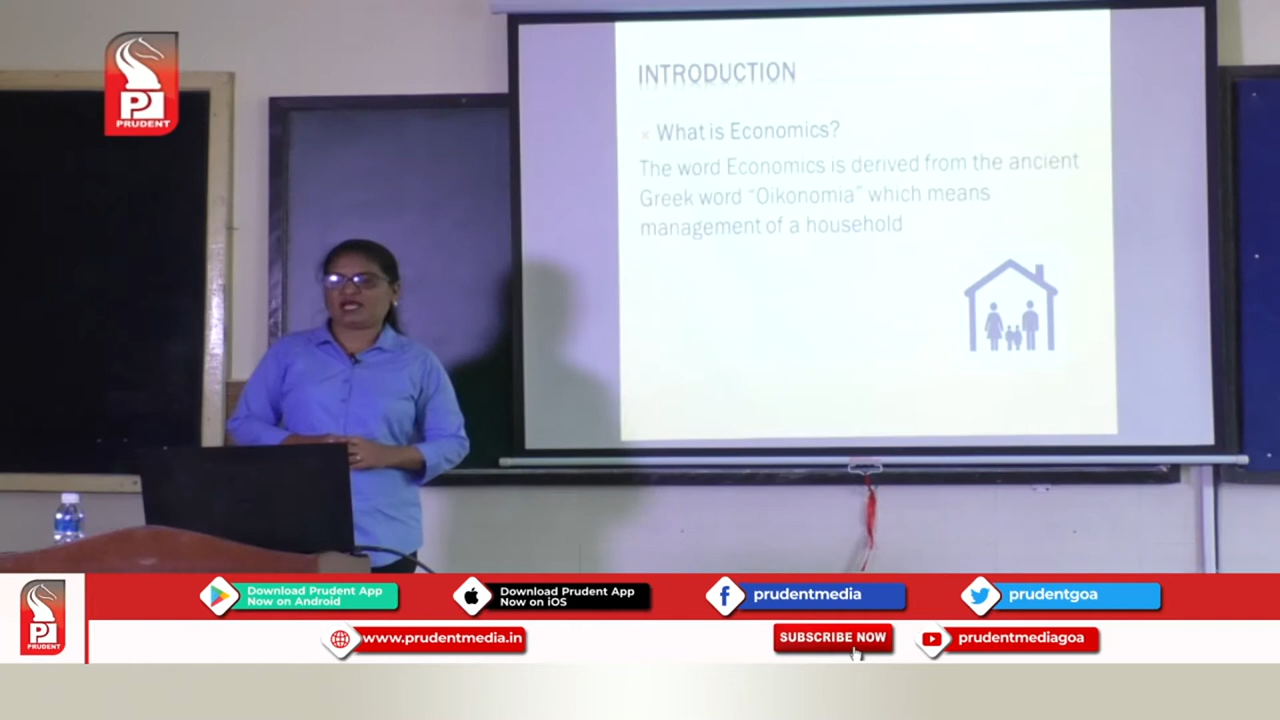 PI
PRUDENT
INTRODUCTION
× What is Economics?
The word Economics is derived from the ancient
Greek word “Oikonomia” which means
management of a household
PI
PRUDENT
Download Prudent App
Now on Android
Download Prudent App
Now on iOS
prudentmedia
prudentgoa
www.prudentmedia.in
SUBSCRIBE NOW
prudentmediagoa